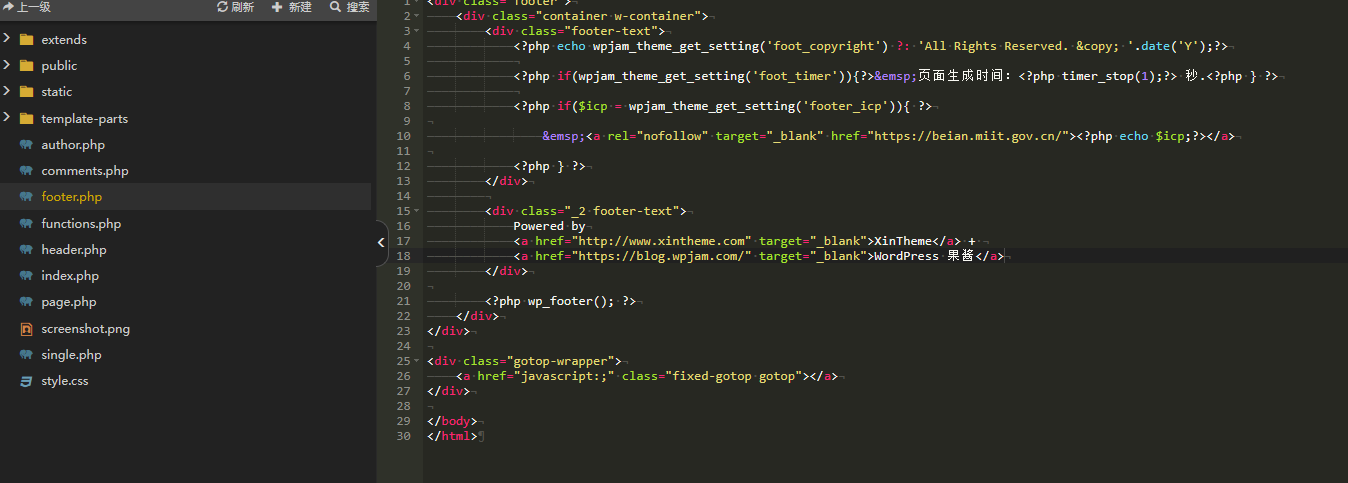 上一级 刷新 新建 搜索
extends
public
static
template-parts
author.php
comments.php
footer.php
functions.php
header.php
index.php
page.php
screenshot.png
single.php
style.css
1 <div class="footer">
2 <div class="container w-container">
3 <div class="footer-text">
4 <?php echo wpjam_theme_get_setting('foot_copyright') ?: 'All Rights Reserved. &copy; '.date('Y');?>
5
6 <?php if(wpjam_theme_get_setting('foot_timer')){?>&emsp;页面生成时间：<?php timer_stop(1);?> 秒.<?php } ?>
7
8 <?php if($icp = wpjam_theme_get_setting('footer_icp')){ ?>
9
10 &emsp;<a rel="nofollow" target="_blank" href="https://beian.miit.gov.cn/"><?php echo $icp;?></a>
11
12 <?php } ?>
13 </div>
14
15 <div class="_2 footer-text">
16 Powered by
17 <a href="http://www.xintheme.com" target="_blank">XinTheme</a> +
18 <a href="https://blog.wpjam.com/" target="_blank">WordPress 果酱</a>
19 </div>
20
21 <?php wp_footer(); ?>
22 </div>
23 </div>
24
25 <div class="gotop-wrapper">
26 <a href="javascript:;" class="fixed-gotop gotop"></a>
27 </div>
28
29 </body>
30 </html>